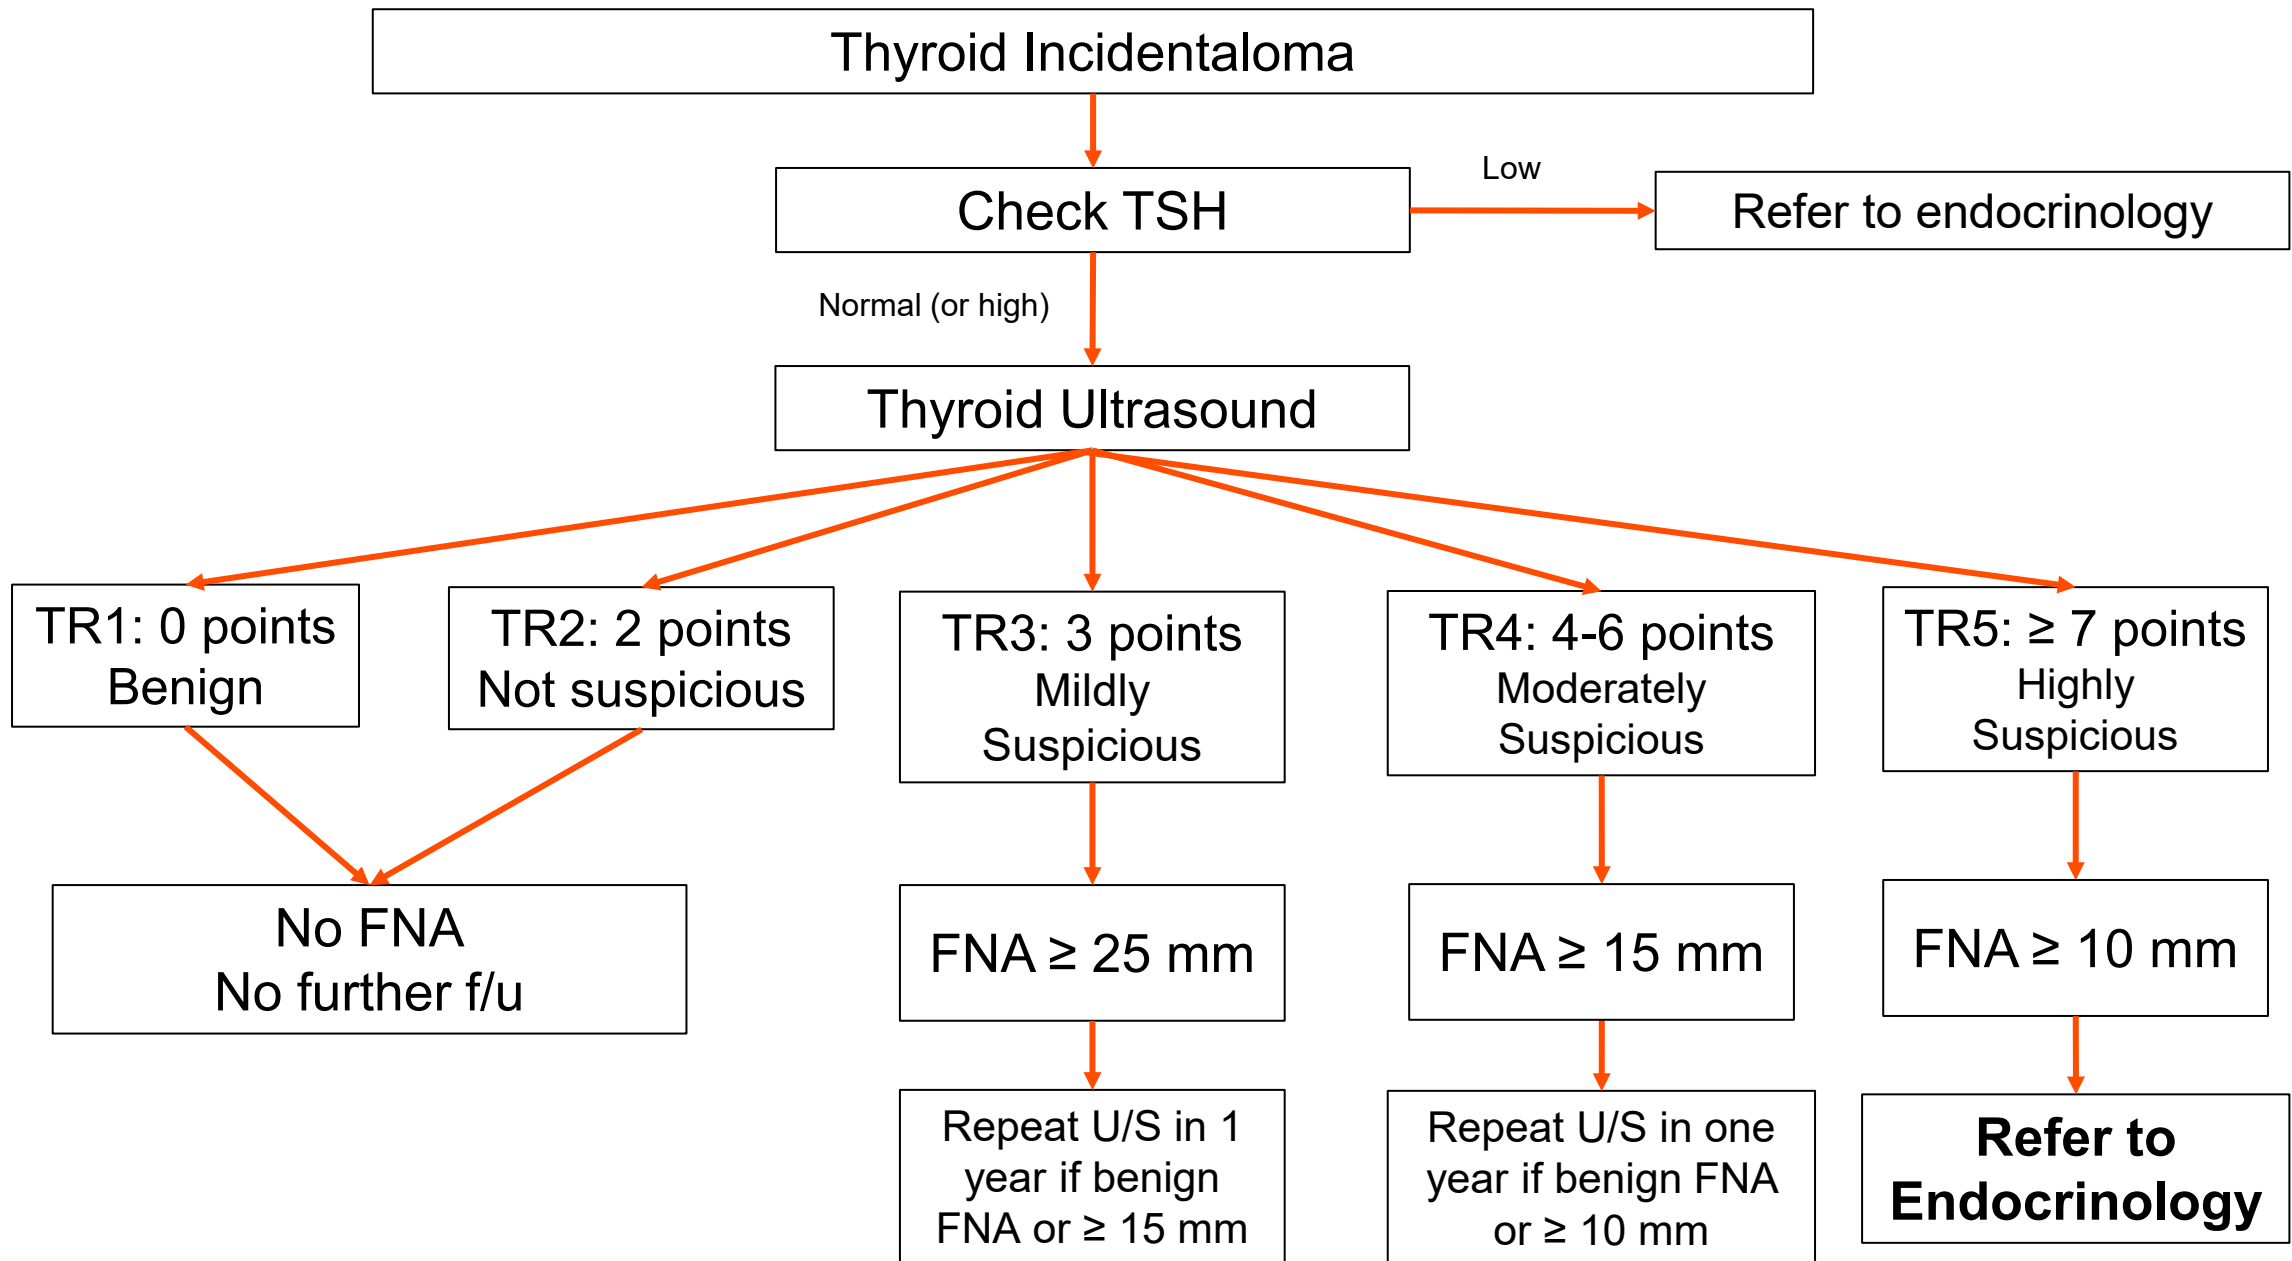 Thyroid Incidentaloma
Low
Check TSH
Refer to endocrinology
Normal (or high)
Thyroid Ultrasound
TR1: 0 points
Benign
TR2: 2 points
Not suspicious
TR3: 3 points
Mildly
Suspicious
TR4: 4-6 points
Moderately
Suspicious
TR5: ≥ 7 points
Highly
Suspicious
No FNA
No further f/u
FNA ≥ 25 mm
FNA ≥ 15 mm
FNA ≥ 10 mm
Repeat U/S in 1
year if benign
FNA or ≥ 15 mm
Repeat U/S in one
year if benign FNA
or ≥ 10 mm
Refer to
Endocrinology